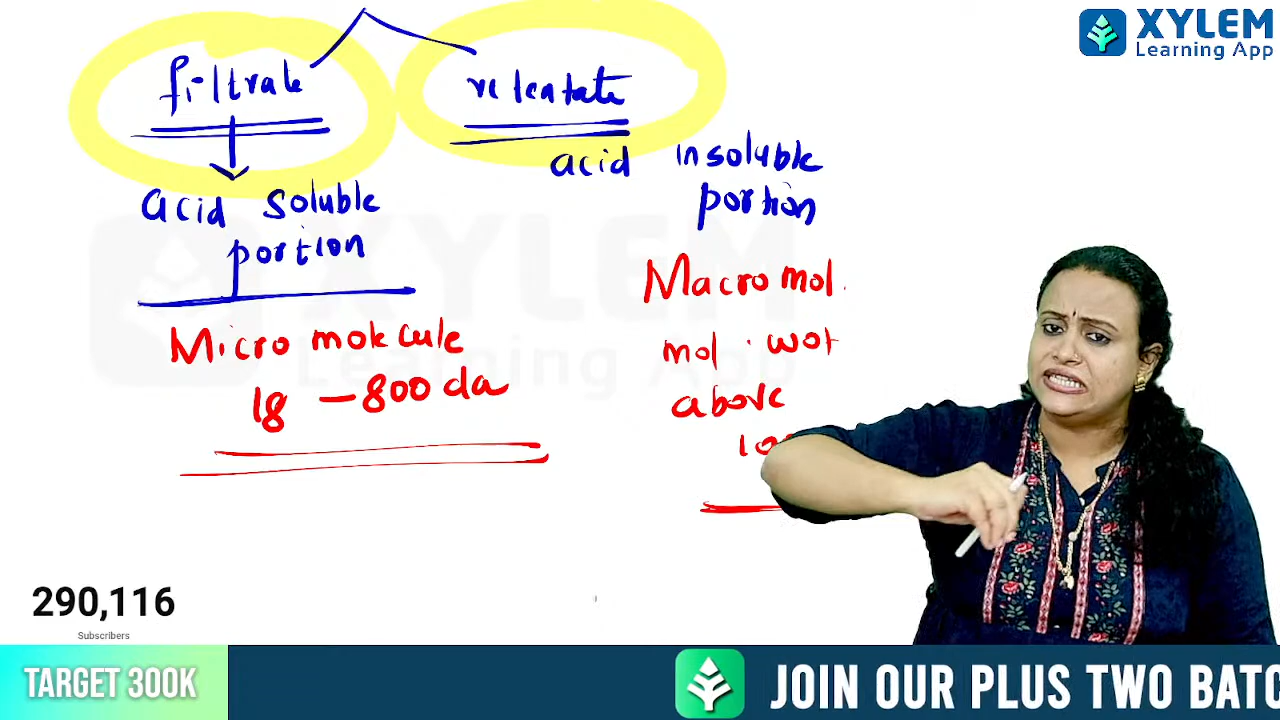 XYLEM
Learning App
filtrate
retentate
acid insoluble
portion
Acid soluble
portion
Macro mol.
mol. wot
above
Micro molecule
18 – 800 da
290,116
Subscribers
TARGET 300K
JOIN OUR PLUS TWO BATC